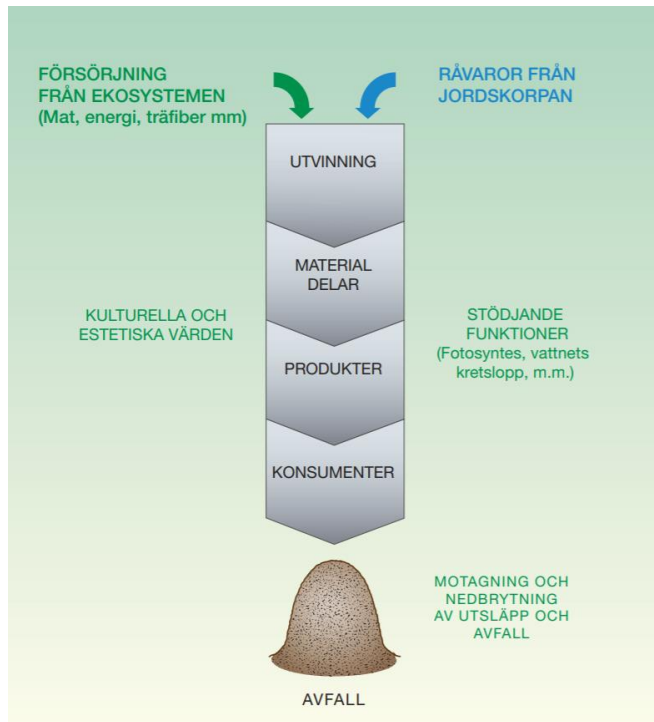 FÖRSÖRJNING
FRÅN EKOSYSTEMEN
(Mat, energi, träfiber mm)
RÅVAROR FRÅN
JORDSKORPAN
UTVINNING
MATERIAL
DELAR
KULTURELLA OCH
ESTETISKA VÄRDEN
STÖDJANDE
FUNKTIONER
(Fotosyntes, vattnets
kretslopp, m.m.)
PRODUKTER
KONSUMENTER
MOTAGNING OCH
NEDBRYTNING
AV UTSLÄPP OCH
AVFALL
AVFALL